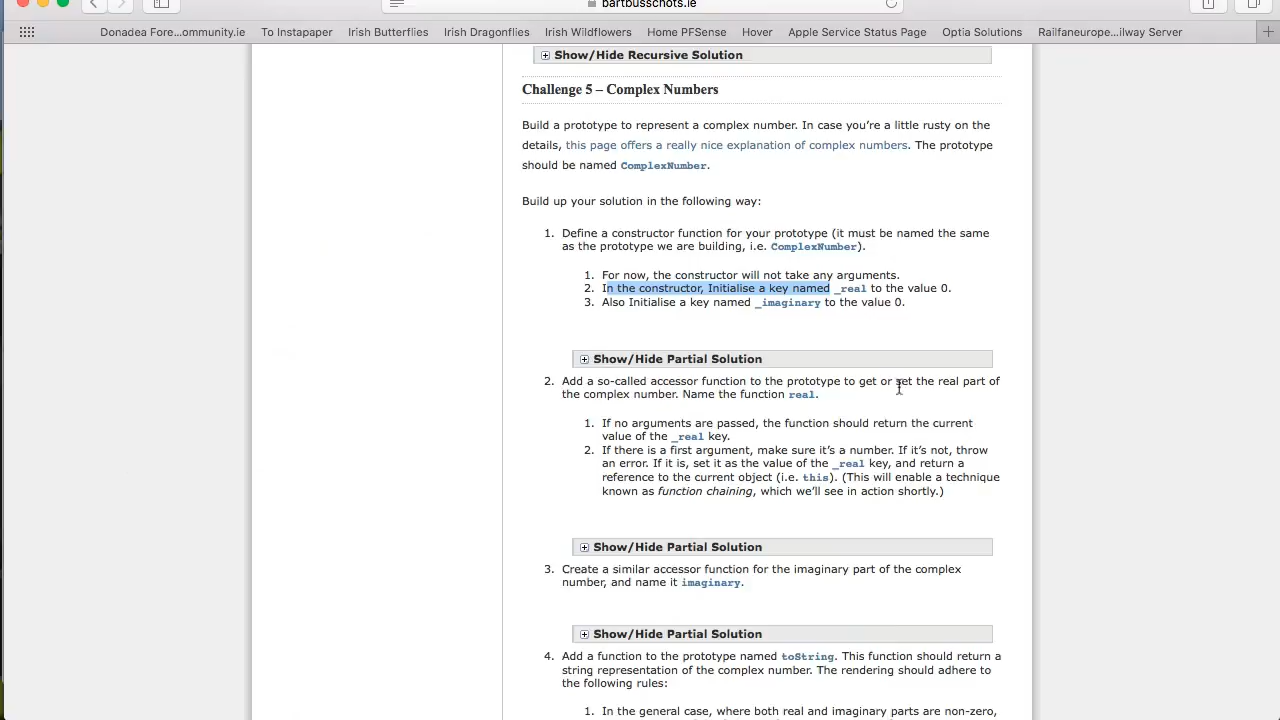 bartbusschots.ie
Donadea Fore...ommunity.ie To Instapaper Irish Butterflies Irish Dragonflies Irish Wildflowers Home PFSense Hover Apple Service Status Page Optia Solutions Railfaneurope...ilway Server
Show/Hide Recursive Solution
Challenge 5 – Complex Numbers
Build a prototype to represent a complex number. In case you're a little rusty on the
details, this page offers a really nice explanation of complex numbers. The prototype
should be named ComplexNumber.
Build up your solution in the following way:
1. Define a constructor function for your prototype (it must be named the same
as the prototype we are building, i.e. ComplexNumber).
1. For now, the constructor will not take any arguments.
2. In the constructor, Initialise a key named _real to the value 0.
3. Also Initialise a key named _imaginary to the value 0.
Show/Hide Partial Solution
2. Add a so-called accessor function to the prototype to get or set the real part of
the complex number. Name the function real.
1. If no arguments are passed, the function should return the current
value of the _real key.
2. If there is a first argument, make sure it's a number. If it's not, throw
an error. If it is, set it as the value of the _real key, and return a
reference to the current object (i.e. this). (This will enable a technique
known as function chaining, which we'll see in action shortly.)
Show/Hide Partial Solution
3. Create a similar accessor function for the imaginary part of the complex
number, and name it imaginary.
Show/Hide Partial Solution
4. Add a function to the prototype named toString. This function should return a
string representation of the complex number. The rendering should adhere to
the following rules:
1. In the general case, where both real and imaginary parts are non-zero,